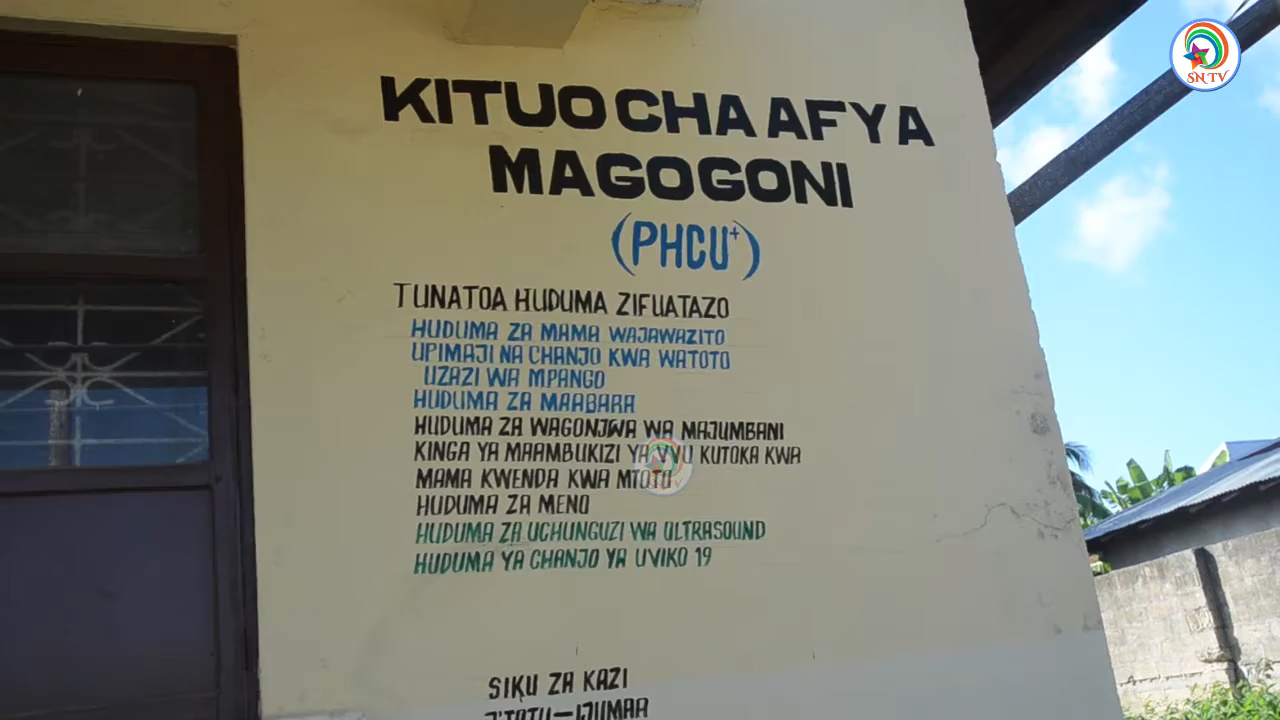 SN TV
KITUO CHA AFYA
MAGOGONI
(PHCU+)
TUNATOA HUDUMA ZIFUATAZO
HUDUMA ZA MAMA WAJAWAZITO
UPIMAJI NA CHANJO KWA WATOTO
UZAZI WA MPANGO
HUDUMA ZA MAABARA
HUDUMA ZA WAGONJWA WA MAJUMBANI
KINGA YA MAAMBUKIZI YA VVU KUTOKA KWA
MAMA KWENDA KWA MTOTO
HUDUMA ZA MENO
HUDUMA ZA UCHUNGUZI WA ULTRASOUND
HUDUMA YA CHANJO YA UVIKO 19
SIKU ZA KAZI
J'TATU-IJUMAA